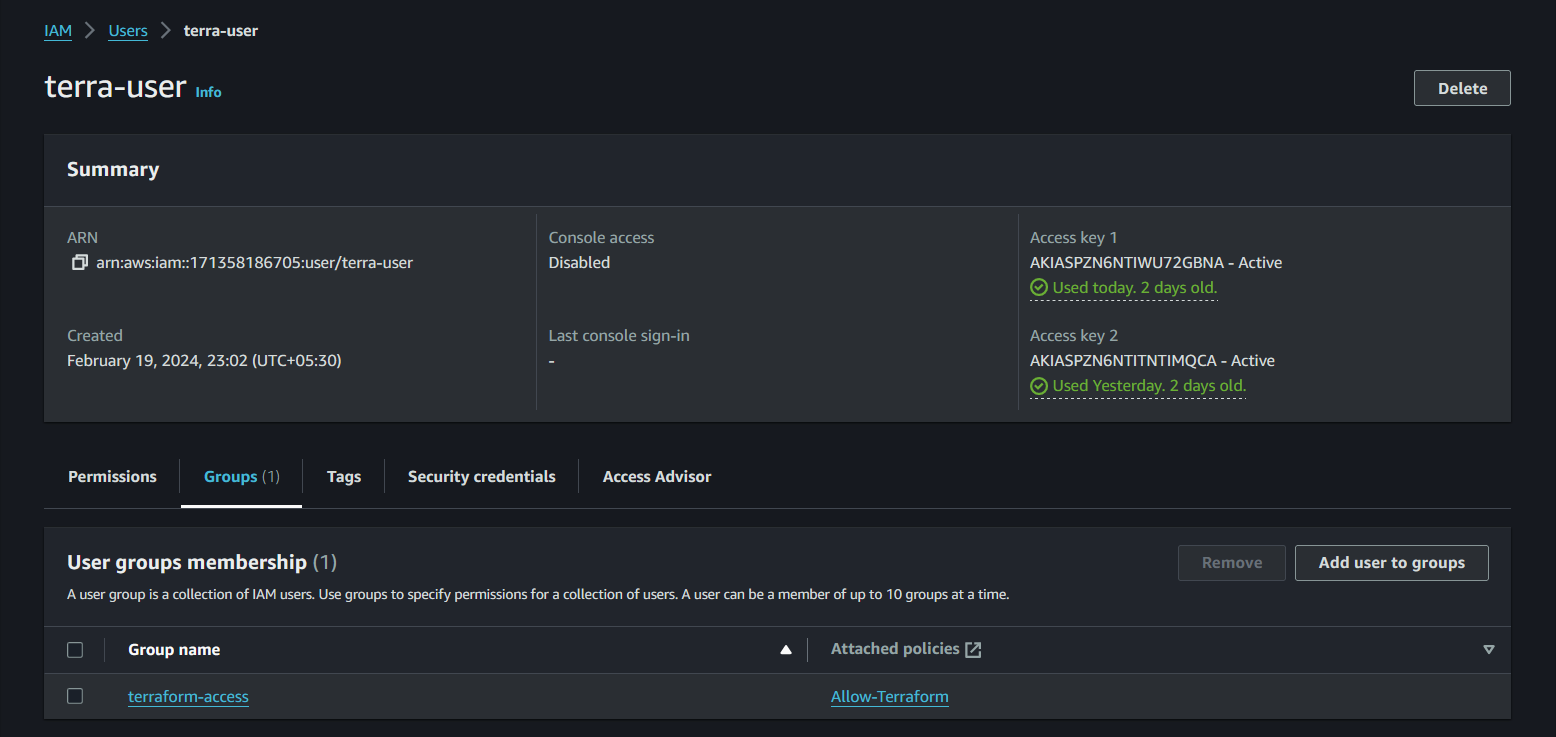 IAM > Users > terra-user
terra-user Info
Delete
Summary
ARN
arn:aws:iam::171358186705:user/terra-user
Console access
Disabled
Access key 1
AKIASPZN6NTIWU72GBNA - Active
Used today. 2 days old.
Created
February 19, 2024, 23:02 (UTC+05:30)
Last console sign-in
-
Access key 2
AKIASPZN6NTITNTIMQCA - Active
Used Yesterday. 2 days old.
Permissions Groups (1) Tags Security credentials Access Advisor
User groups membership (1)
Remove Add user to groups
A user group is a collection of IAM users. Use groups to specify permissions for a collection of users. A user can be a member of up to 10 groups at a time.
Group name Attached policies
terraform-access Allow-Terraform